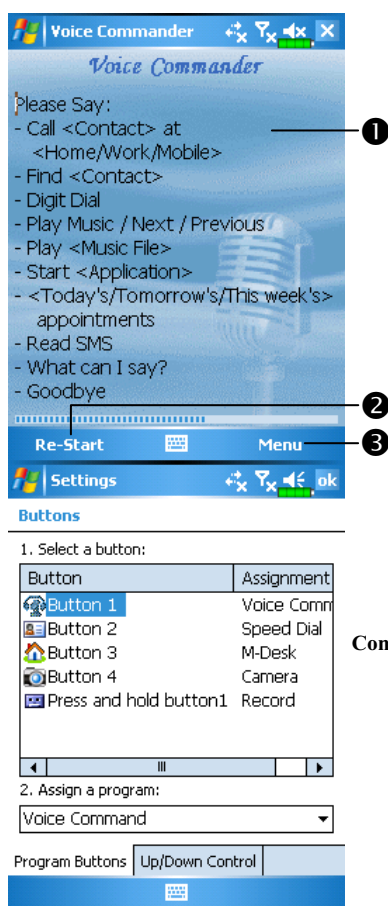 Voice Commander
Voice Commander
Please Say:
- Call <Contact> at
<Home/Work/Mobile>
- Find <Contact>
- Digit Dial
- Play Music / Next / Previous
- Play <Music File>
- Start <Application>
- <Today's/Tomorrow's/This week's>
appointments
- Read SMS
- What can I say?
- Goodbye
Re-Start Menu
1
2
3
Settings ok
Buttons
1. Select a button:
Button Assignment
Button 1 Voice Comm
Button 2 Speed Dial
Button 3 M-Desk
Button 4 Camera
Press and hold button1 Record
2. Assign a program:
Voice Command
Program Buttons Up/Down Control
Con